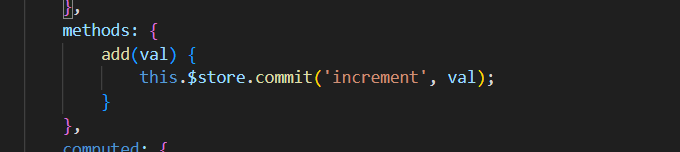 },
methods: {
add(val) {
this.$store.commit('increment', val);
}
},
computed: {